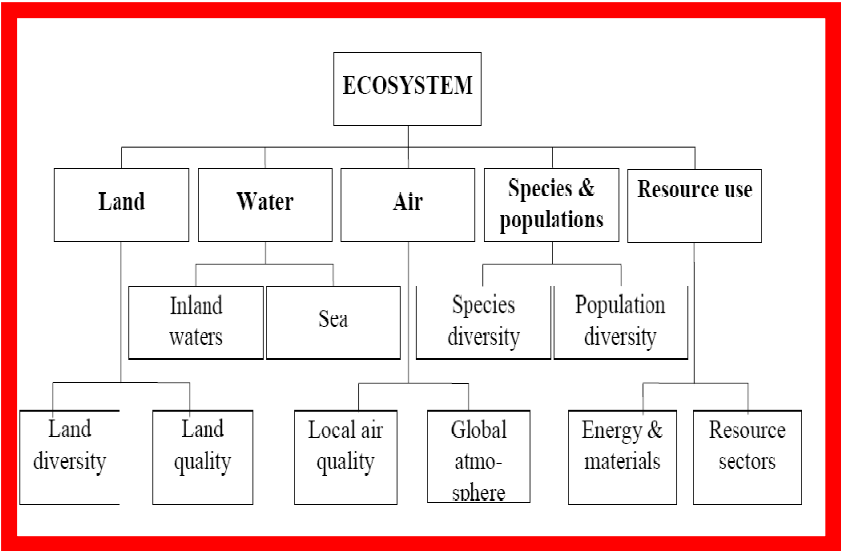 ECOSYSTEM
Land
Water
Air
Species &
populations
Resource use
Inland
waters
Sea
Species
diversity
Population
diversity
Land
diversity
Land
quality
Local air
quality
Global
atmo-
sphere
Energy &
materials
Resource
sectors